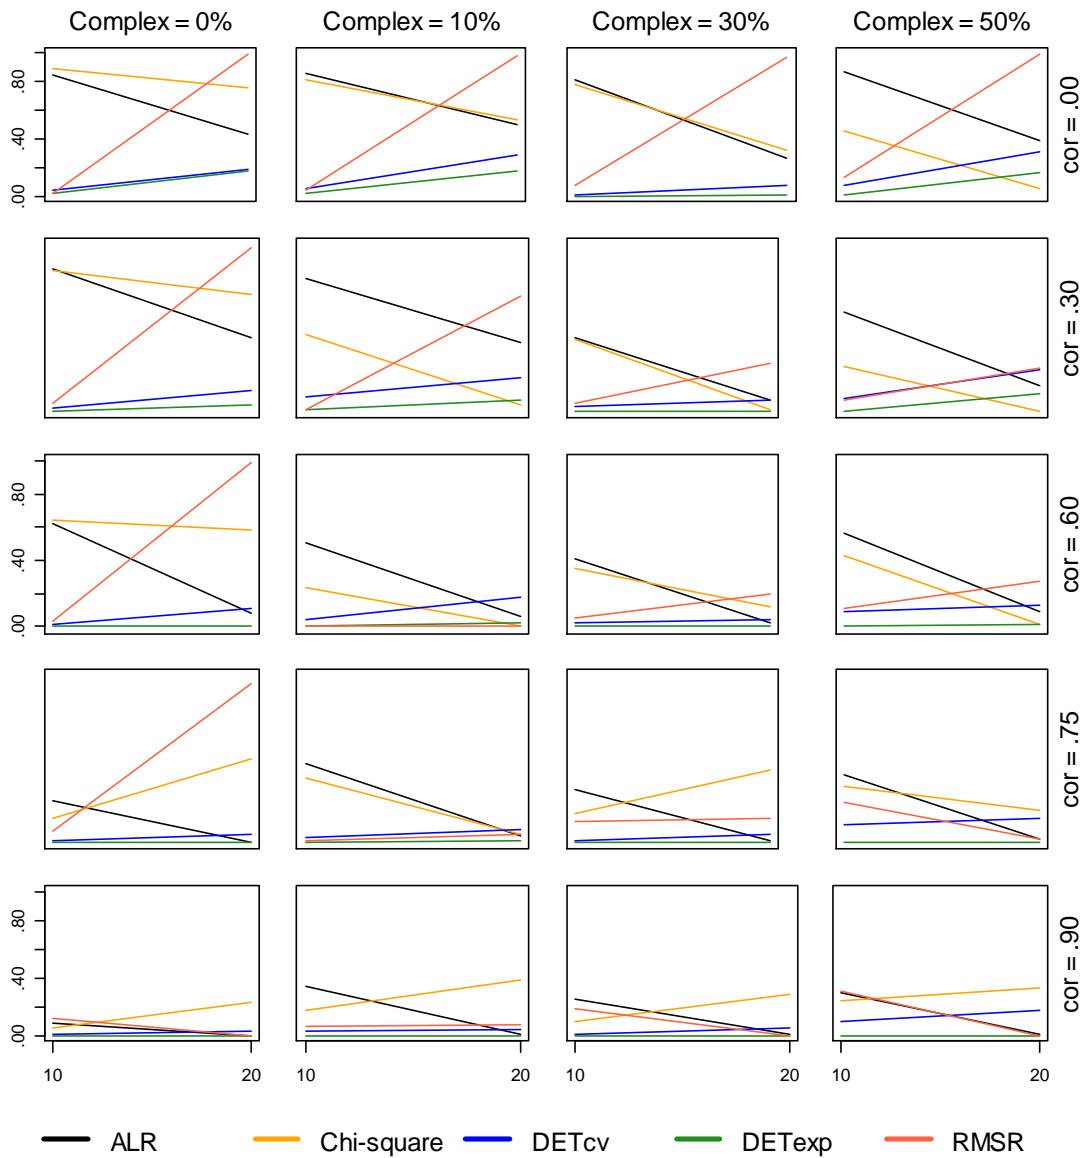 Complex = 0% Complex = 10% Complex = 30% Complex = 50%
.80
.40
.00
cor = .00
cor = .30
.80
.40
.00
cor = .60
cor = .75
.80
.40
.00
cor = .90
10 20 10 20 10 20 10 20
ALR Chi-square DETcv DETexp RMSR